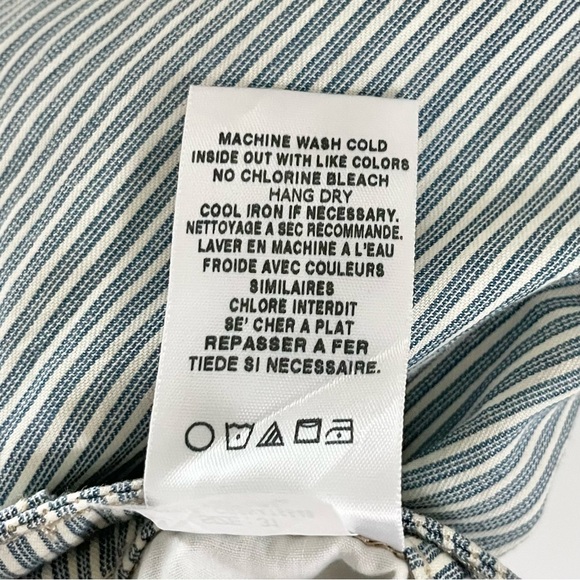 MACHINE WASH COLD
INSIDE OUT WITH LIKE COLORS
NO CHLORINE BLEACH
HANG DRY
COOL IRON IF NECESSARY.
NETTOYAGE A SEC RÉCOMMANDE.
LAVER EN MACHINE A L'EAU
FROIDE AVEC COULEURS
SIMILAIRES
CHLORE INTERDIT
SE' CHER A PLAT
REPASSER A FER
TIEDE SI NECESSAIRE.